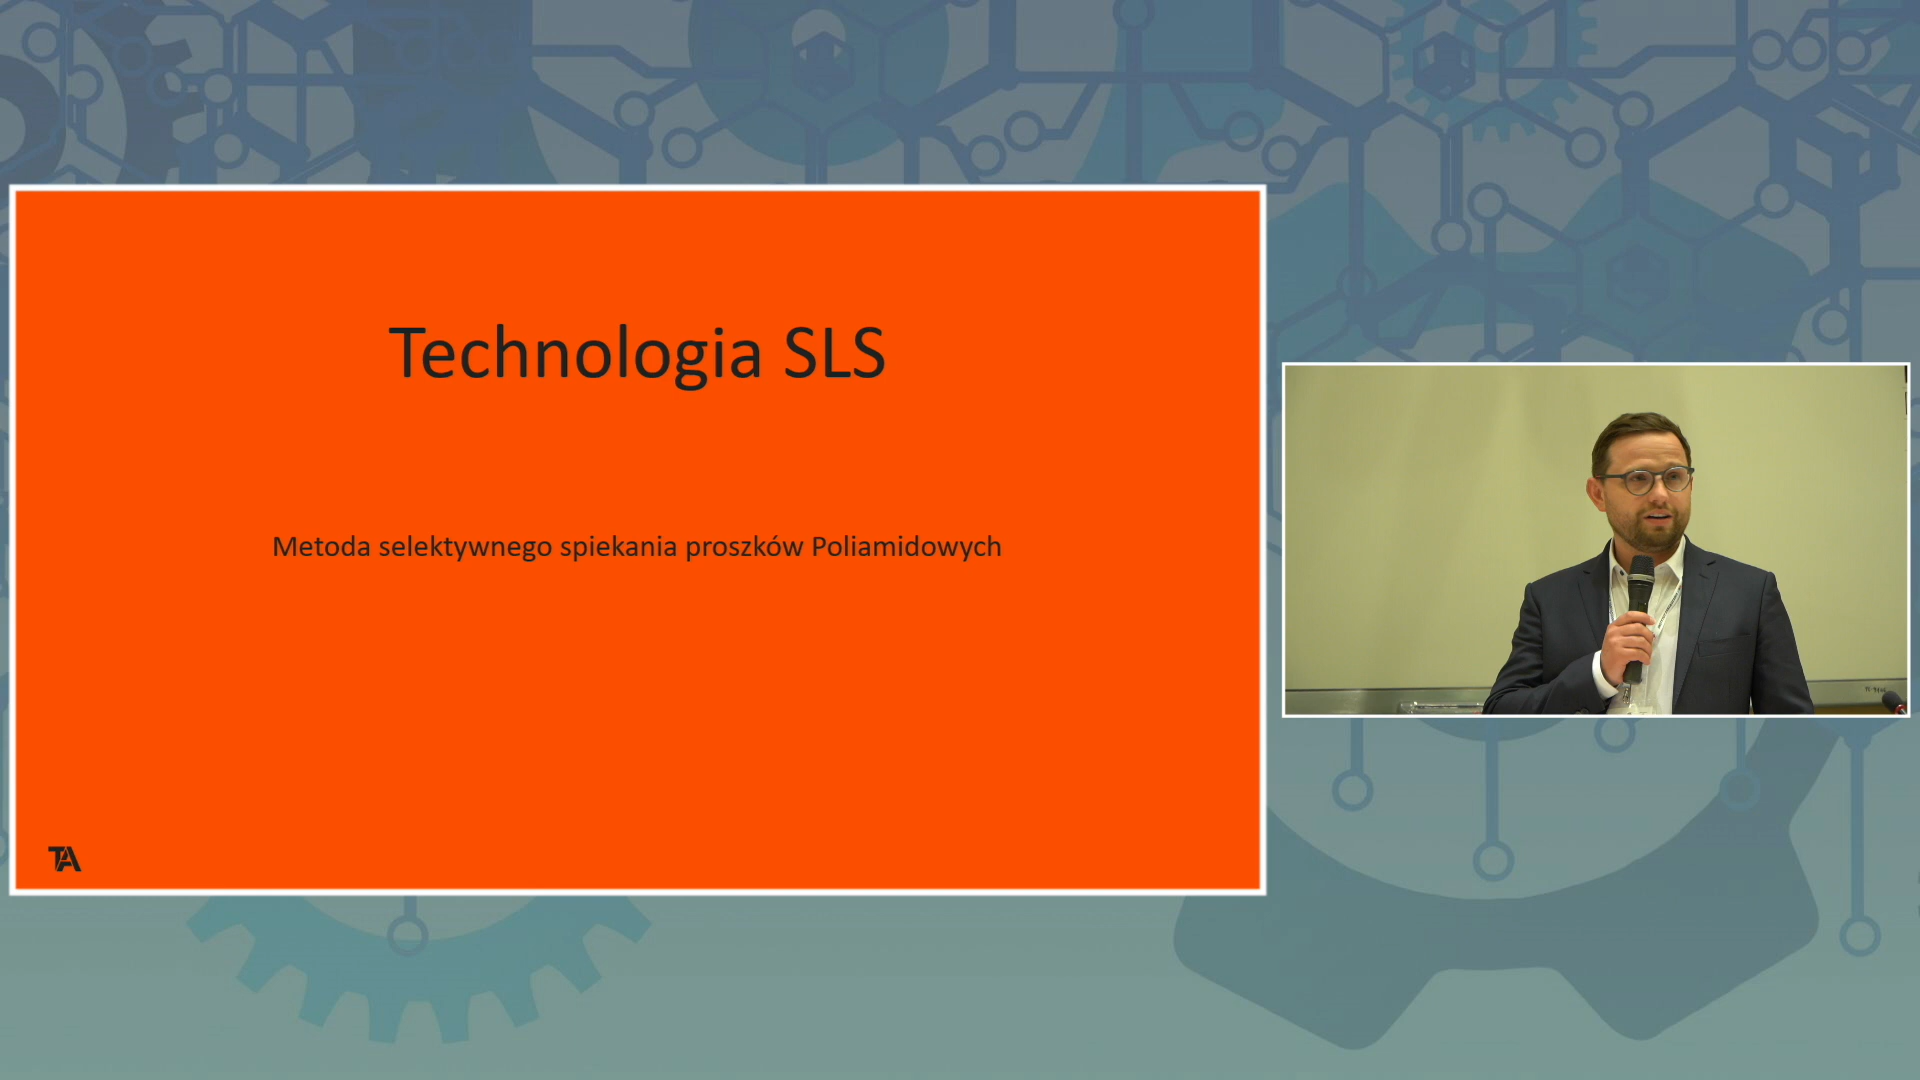 Technologia SLS
Metoda selektywnego spiekania proszków Poliamidowych
TA